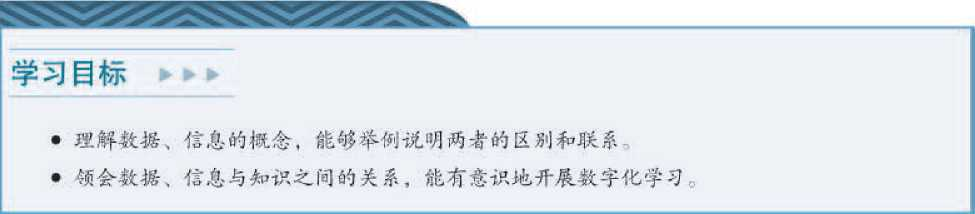 学习目标
● 理解数据、信息的概念，能够举例说明两者的区别和联系。
● 领会数据、信息与知识之间的关系，能有意识地开展数字化学习。